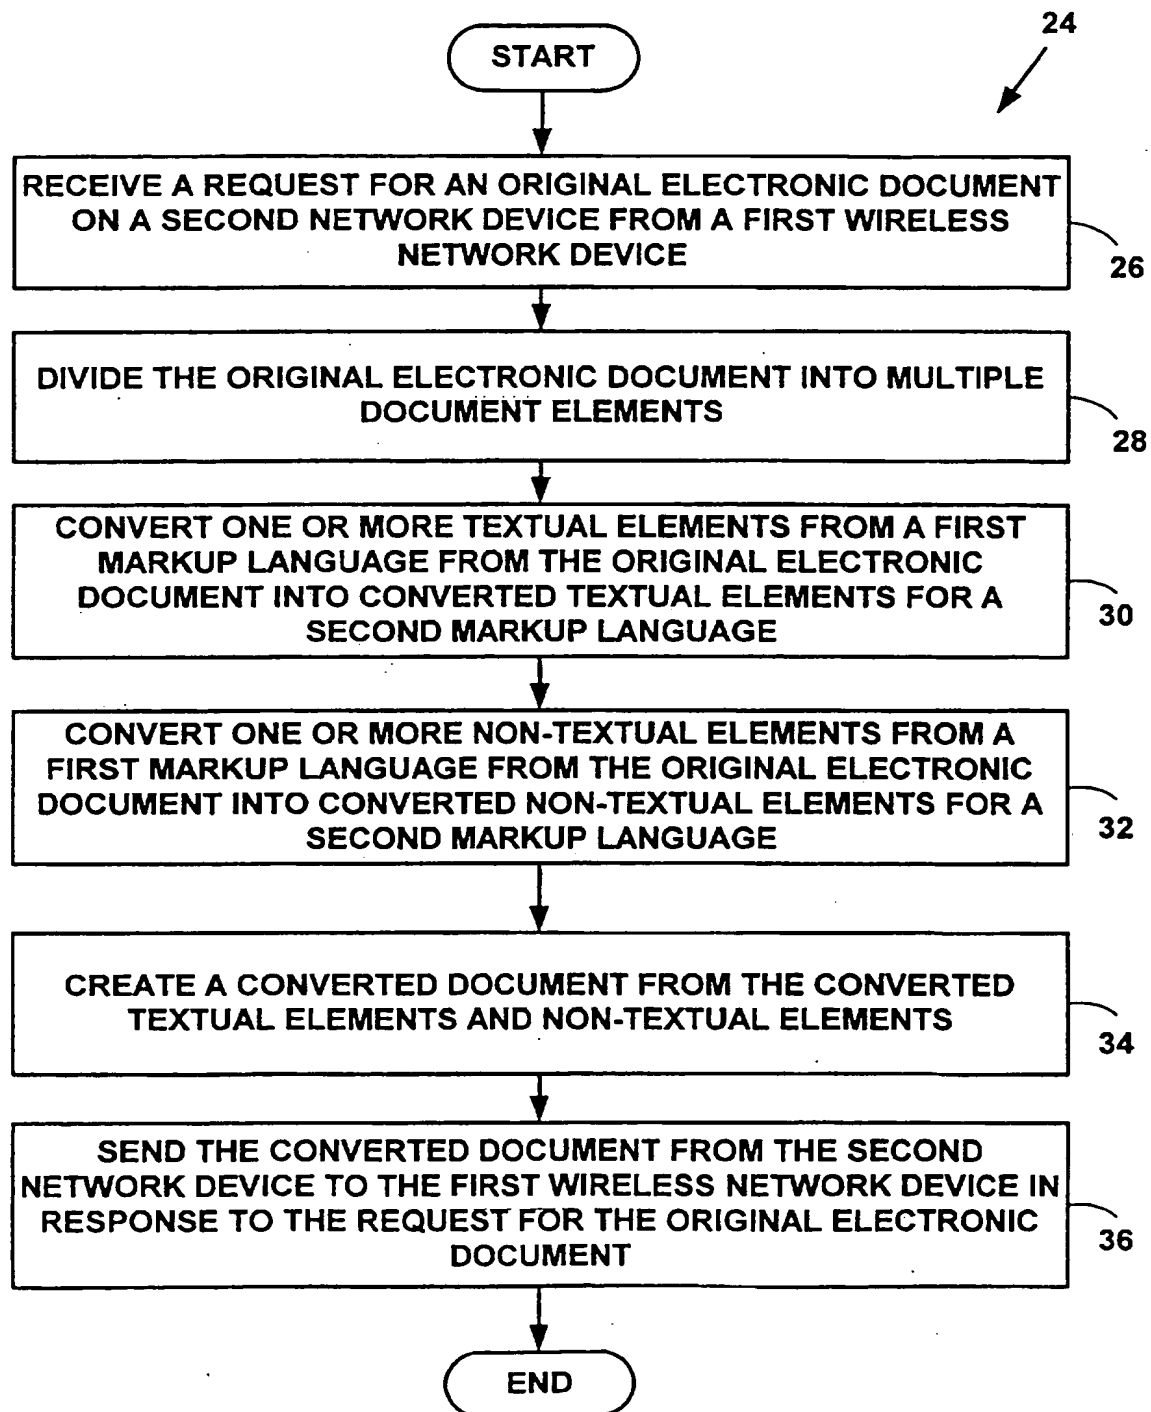 24
START
RECEIVE A REQUEST FOR AN ORIGINAL ELECTRONIC DOCUMENT
ON A SECOND NETWORK DEVICE FROM A FIRST WIRELESS
NETWORK DEVICE
26
DIVIDE THE ORIGINAL ELECTRONIC DOCUMENT INTO MULTIPLE
DOCUMENT ELEMENTS
28
CONVERT ONE OR MORE TEXTUAL ELEMENTS FROM A FIRST
MARKUP LANGUAGE FROM THE ORIGINAL ELECTRONIC
DOCUMENT INTO CONVERTED TEXTUAL ELEMENTS FOR A
SECOND MARKUP LANGUAGE
30
CONVERT ONE OR MORE NON-TEXTUAL ELEMENTS FROM A
FIRST MARKUP LANGUAGE FROM THE ORIGINAL ELECTRONIC
DOCUMENT INTO CONVERTED NON-TEXTUAL ELEMENTS FOR A
SECOND MARKUP LANGUAGE
32
CREATE A CONVERTED DOCUMENT FROM THE CONVERTED
TEXTUAL ELEMENTS AND NON-TEXTUAL ELEMENTS
34
SEND THE CONVERTED DOCUMENT FROM THE SECOND
NETWORK DEVICE TO THE FIRST WIRELESS NETWORK DEVICE IN
RESPONSE TO THE REQUEST FOR THE ORIGINAL ELECTRONIC
DOCUMENT
36
END